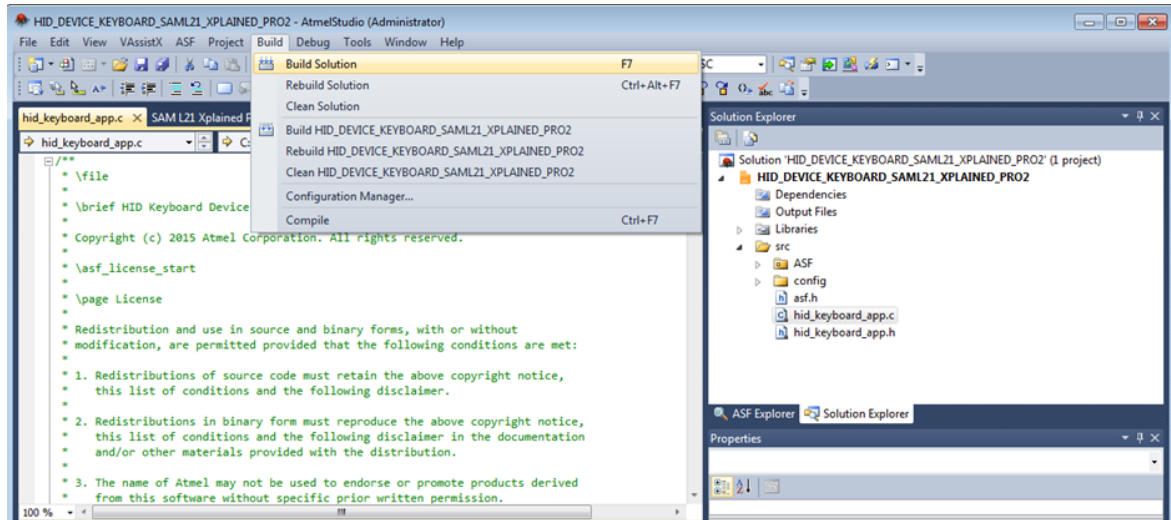 HID_DEVICE_KEYBOARD_SAML21_XPLAINED_PRO2 - AtmelStudio (Administrator)
File Edit View VAssistX ASF Project Build Debug Tools Window Help
Build Solution F7
Rebuild Solution Ctrl+Alt+F7
Clean Solution
Build HID_DEVICE_KEYBOARD_SAML21_XPLAINED_PRO2
Rebuild HID_DEVICE_KEYBOARD_SAML21_XPLAINED_PRO2
Clean HID_DEVICE_KEYBOARD_SAML21_XPLAINED_PRO2
Configuration Manager...
Compile Ctrl+F7
hid_keyboard_app.c SAM L21 Xplained
hid_keyboard_app.c C:
/**
* \file
*
* \brief HID Keyboard Device
*
* Copyright (c) 2015 Atmel Corporation. All rights reserved.
*
* \asf_license_start
*
* \page License
*
* Redistribution and use in source and binary forms, with or without
* modification, are permitted provided that the following conditions are met:
*
* 1. Redistributions of source code must retain the above copyright notice,
* this list of conditions and the following disclaimer.
*
* 2. Redistributions in binary form must reproduce the above copyright notice,
* this list of conditions and the following disclaimer in the documentation
* and/or other materials provided with the distribution.
*
* 3. The name of Atmel may not be used to endorse or promote products derived
* from this software without specific prior written permission.
100 %
Solution Explorer
Solution 'HID_DEVICE_KEYBOARD_SAML21_XPLAINED_PRO2' (1 project)
HID_DEVICE_KEYBOARD_SAML21_XPLAINED_PRO2
Dependencies
Output Files
Libraries
src
ASF
config
asf.h
hid_keyboard_app.c
hid_keyboard_app.h
ASF Explorer Solution Explorer
Properties